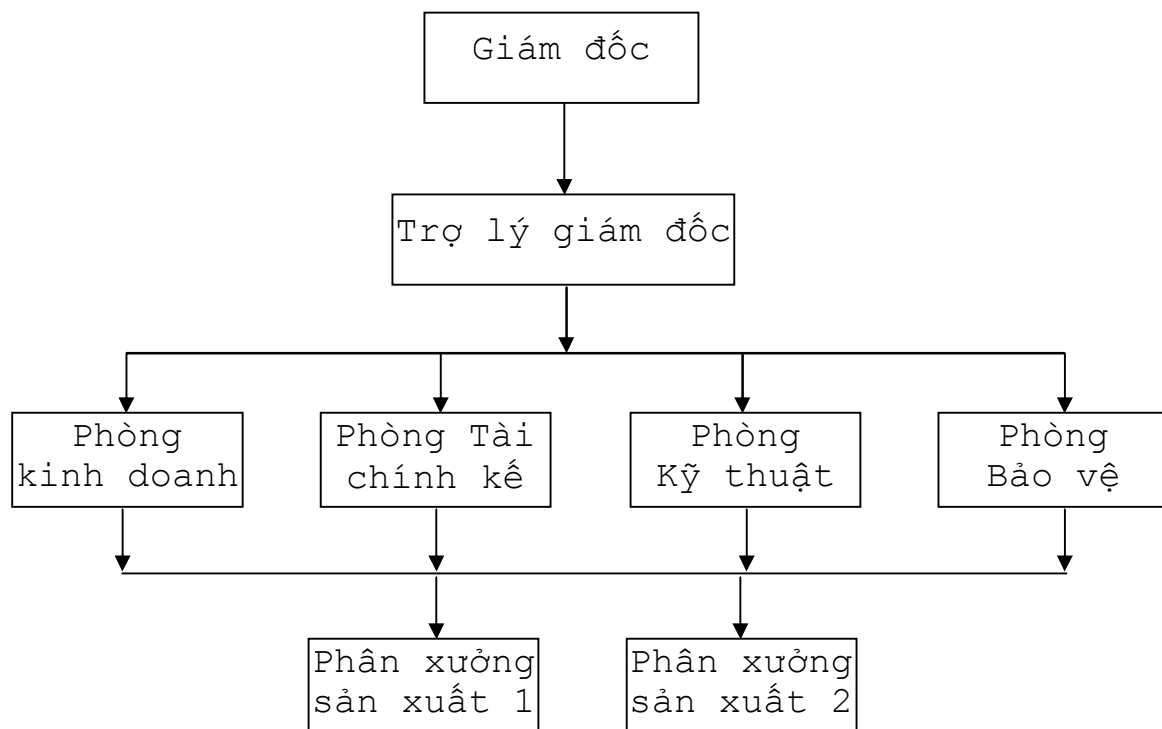 Giám đốc
Trợ lý giám đốc
Phòng
kinh doanh
Phòng Tài
chính kế
Phòng
Kỹ thuật
Phòng
Bảo vệ
Phân xưởng
sản xuất 1
Phân xưởng
sản xuất 2